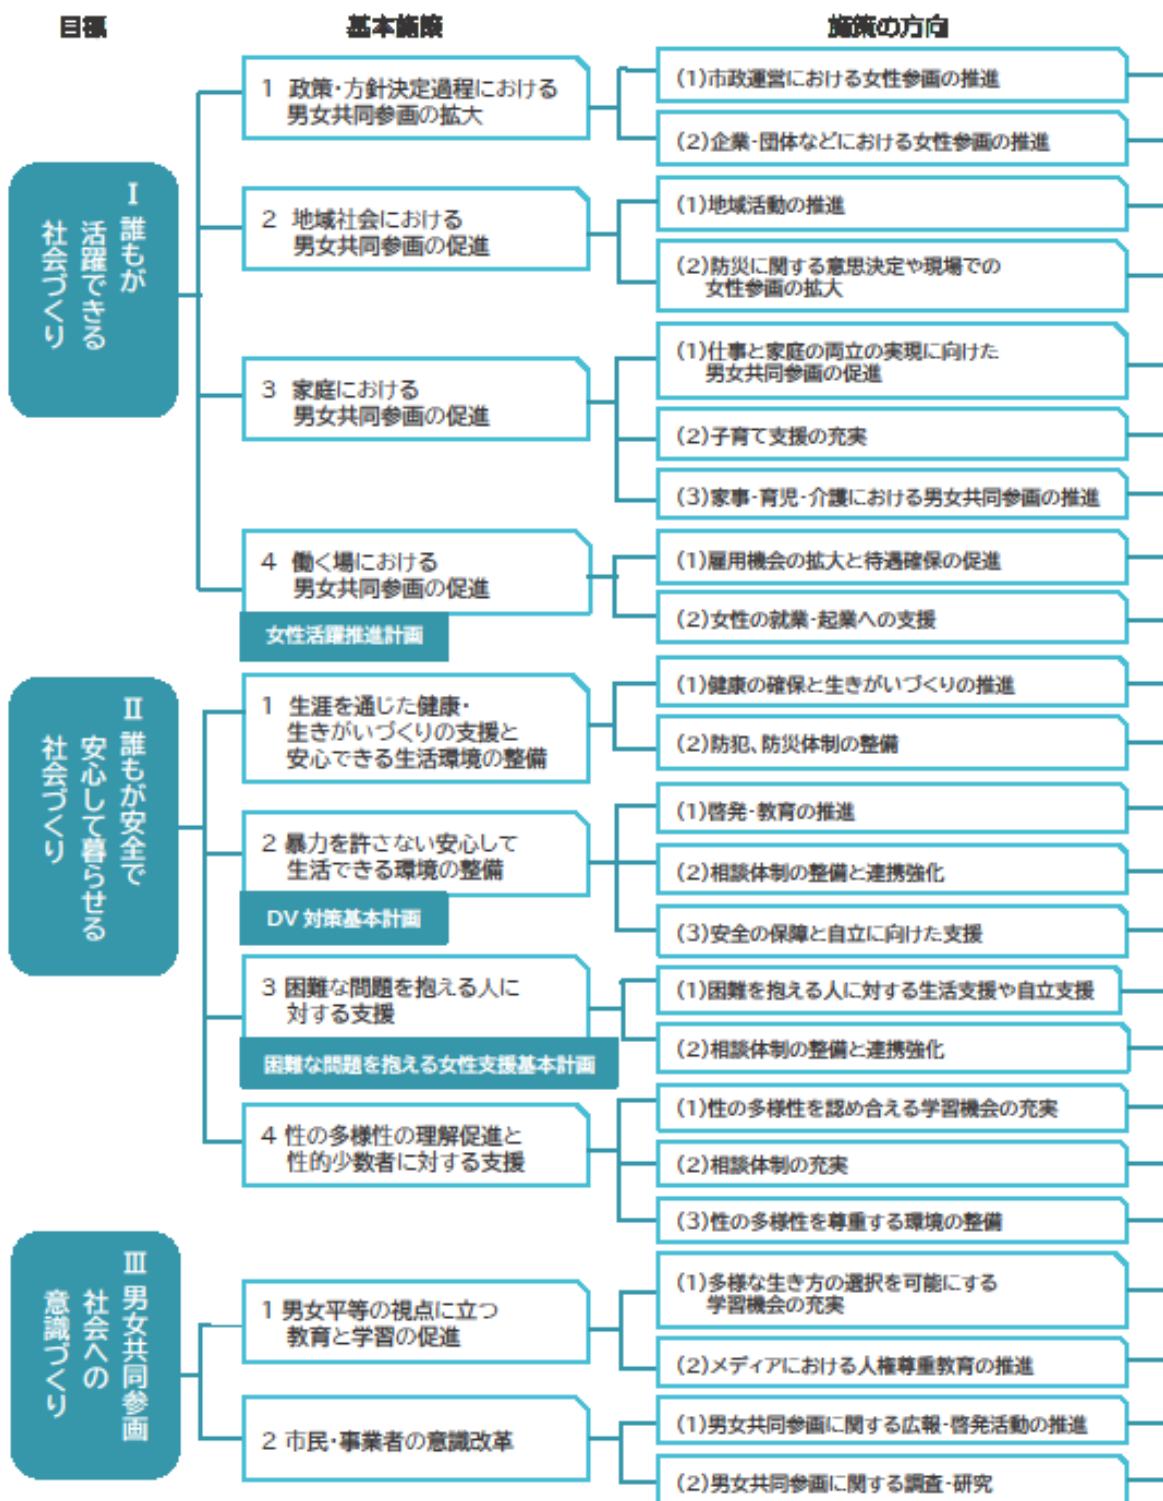 目標
基本施策
施策の方向
Ⅰ 誰もが
活躍できる
社会づくり
1 政策・方針決定過程における
男女共同参画の拡大
(1)市政運営における女性参画の推進
(2)企業・団体などにおける女性参画の推進
2 地域社会における
男女共同参画の促進
(1)地域活動の推進
(2)防災に関する意思決定や現場での
女性参画の拡大
3 家庭における
男女共同参画の促進
(1)仕事と家庭の両立の実現に向けた
男女共同参画の促進
(2)子育て支援の充実
(3)家事・育児・介護における男女共同参画の推進
4 働く場における
男女共同参画の促進
女性活躍推進計画
(1)雇用機会の拡大と待遇確保の促進
(2)女性の就業・起業への支援
Ⅱ 誰もが安全で
安心して暮らせる
社会づくり
1 生涯を通じた健康・
生きがいづくりの支援と
安心できる生活環境の整備
(1)健康の確保と生きがいづくりの推進
(2)防犯、防災体制の整備
2 暴力を許さない安心して
生活できる環境の整備
DV 対策基本計画
(1)啓発・教育の推進
(2)相談体制の整備と連携強化
(3)安全の保障と自立に向けた支援
3 困難な問題を抱える人に
対する支援
困難な問題を抱える女性支援基本計画
(1)困難を抱える人に対する生活支援や自立支援
(2)相談体制の整備と連携強化
4 性の多様性の理解促進と
性的少数者に対する支援
(1)性の多様性を認め合える学習機会の充実
(2)相談体制の充実
(3)性の多様性を尊重する環境の整備
Ⅲ 男女共同参画
社会への
意識づくり
1 男女平等の視点に立つ
教育と学習の促進
(1)多様な生き方の選択を可能にする
学習機会の充実
(2)メディアにおける人権尊重教育の推進
2 市民・事業者の意識改革
(1)男女共同参画に関する広報・啓発活動の推進
(2)男女共同参画に関する調査・研究